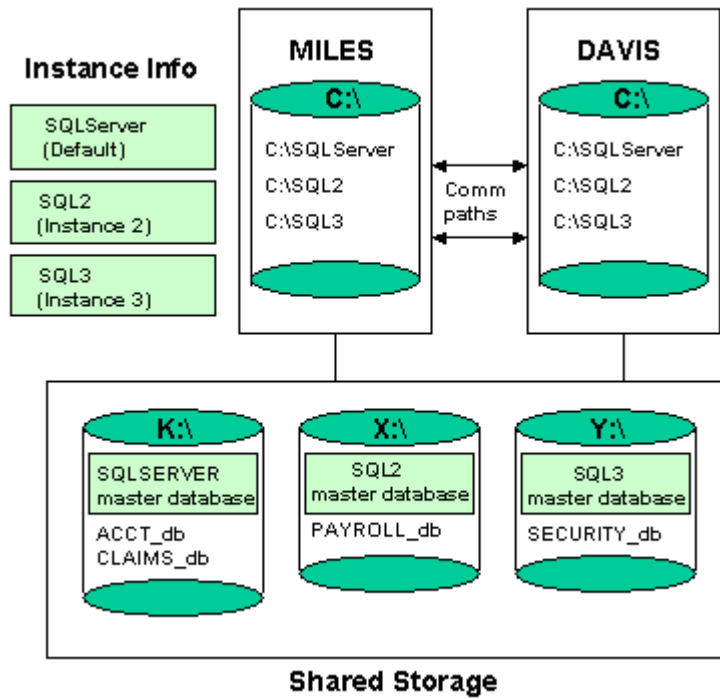 Instance Info
SQLServer
(Default)
SQL2
(Instance 2)
SQL3
(Instance 3)
MILES
C:\
C:\SQLServer
C:\SQL2
C:\SQL3
Comm
paths
DAVIS
C:\
C:\SQLServer
C:\SQL2
C:\SQL3
K:\
SQLSERVER
master database
ACCT_db
CLAIMS_db
X:\
SQL2
master database
PAYROLL_db
Y:\
SQL3
master database
SECURITY_db
Shared Storage